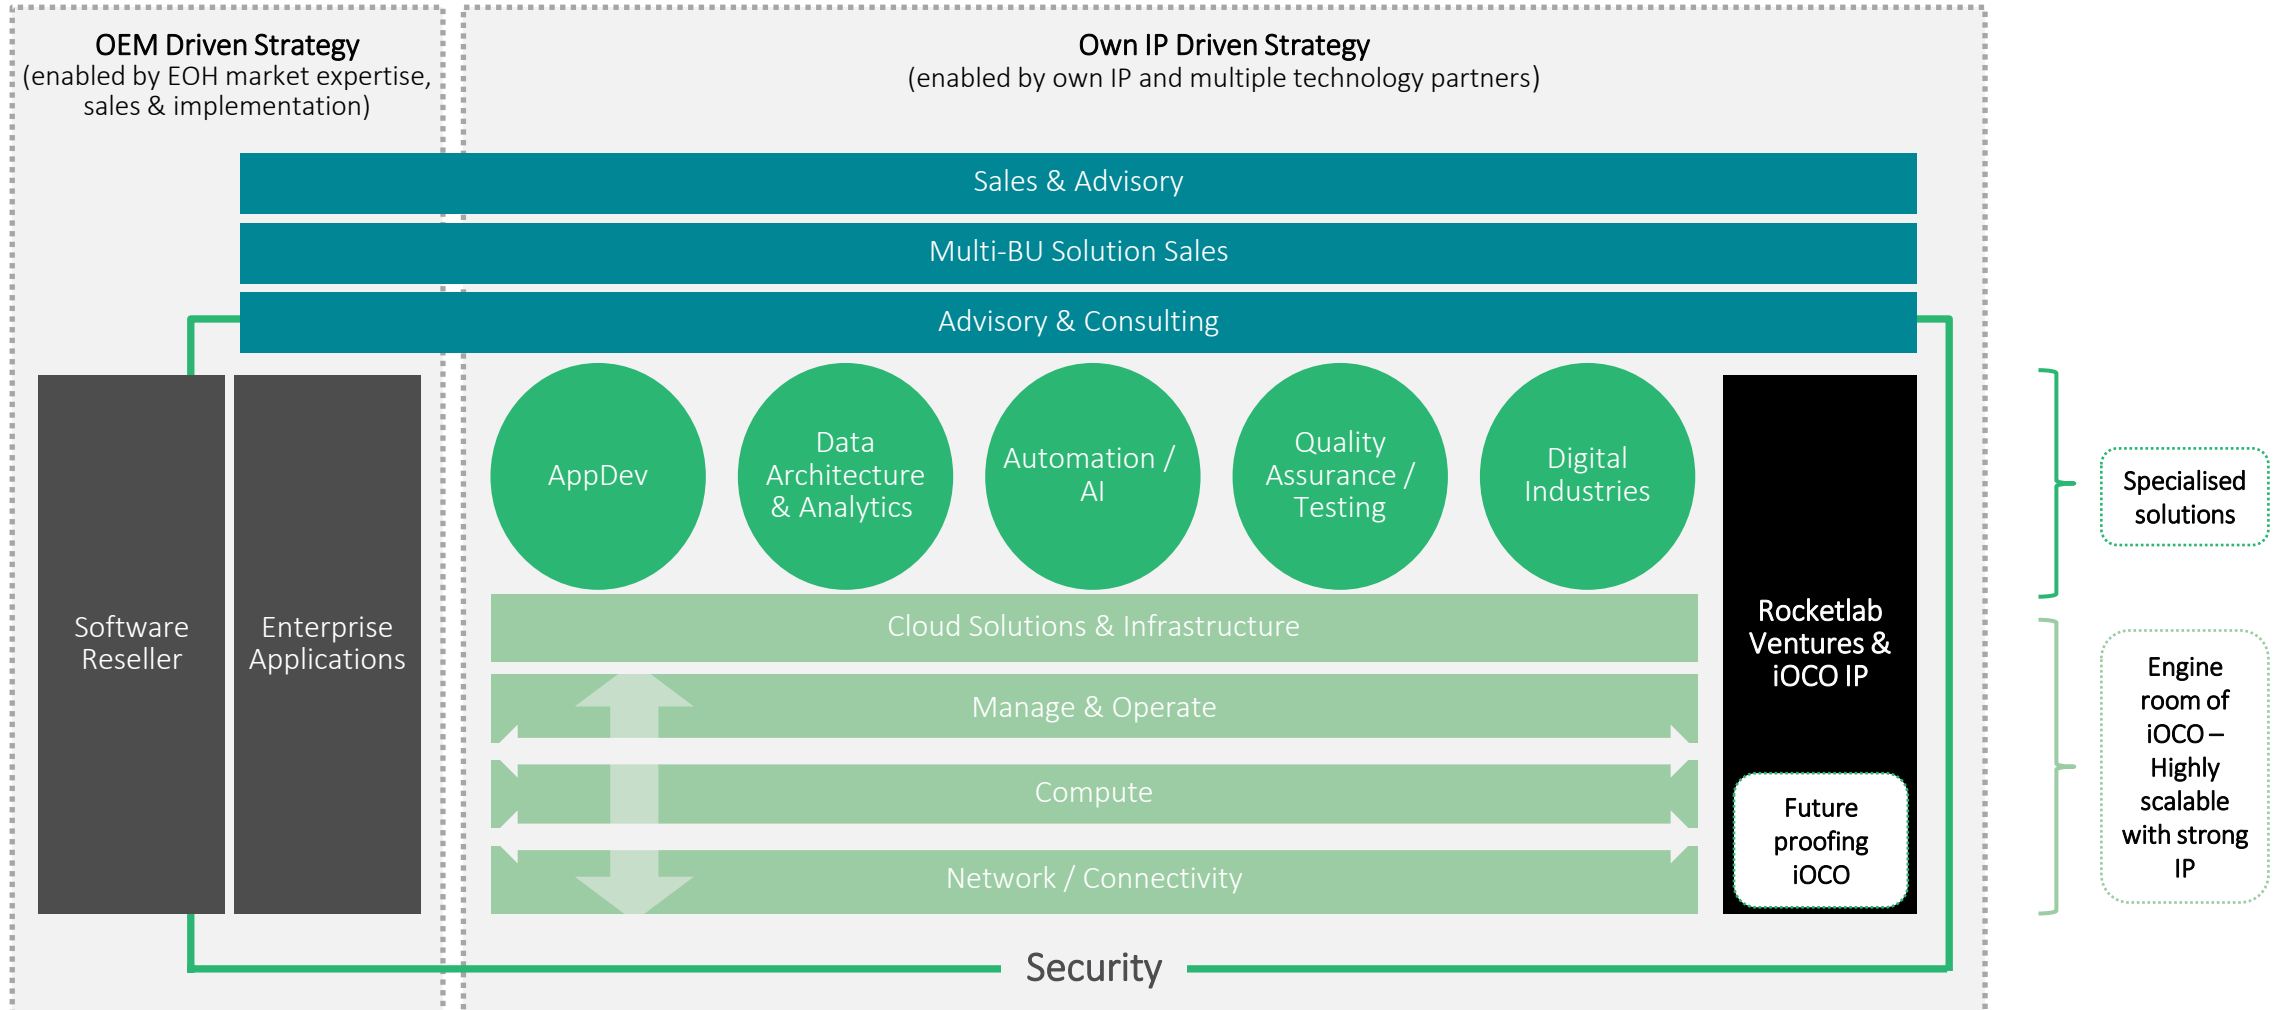 OEM Driven Strategy
(enabled by EOH market expertise,
sales & implementation)
Own IP Driven Strategy
(enabled by own IP and multiple technology partners)
Sales & Advisory
Multi-BU Solution Sales
Advisory & Consulting
Software
Reseller
Enterprise
Applications
AppDev
Data
Architecture
& Analytics
Automation /
AI
Quality
Assurance /
Testing
Digital
Industries
Cloud Solutions & Infrastructure
Manage & Operate
Compute
Network / Connectivity
Rocketlab
Ventures &
iOCO IP
Future
proofing
iOCO
Security
Specialised
solutions
Engine
room of
iOCO –
Highly
scalable
with strong
IP